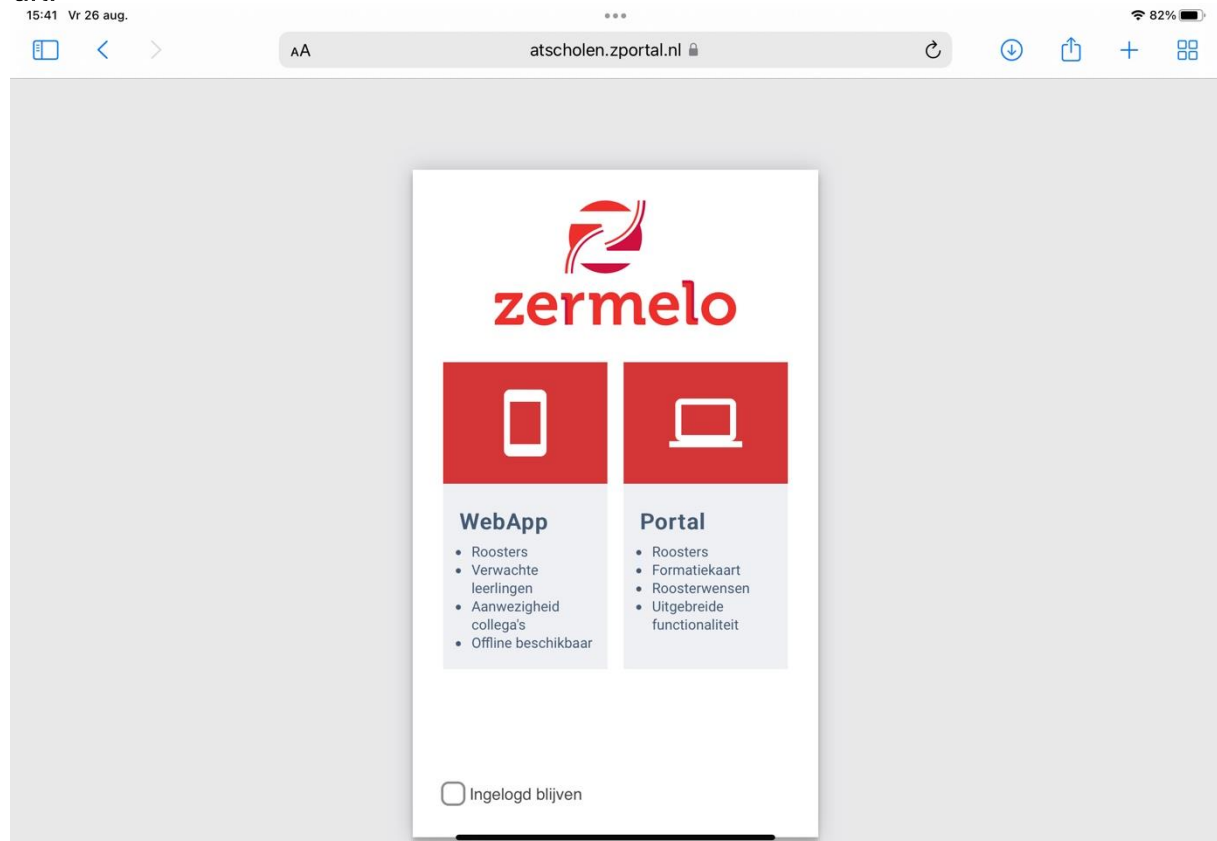 15:41 Vr 26 aug.
82%
AA
atscholen.zportal.nl
zermelo
WebApp
• Roosters
• Verwachte
leerlingen
• Aanwezigheid
collega's
• Offline beschikbaar
Portal
• Roosters
• Formatiekaart
• Roosterwensen
• Uitgebreide
functionaliteit
Ingelogd blijven